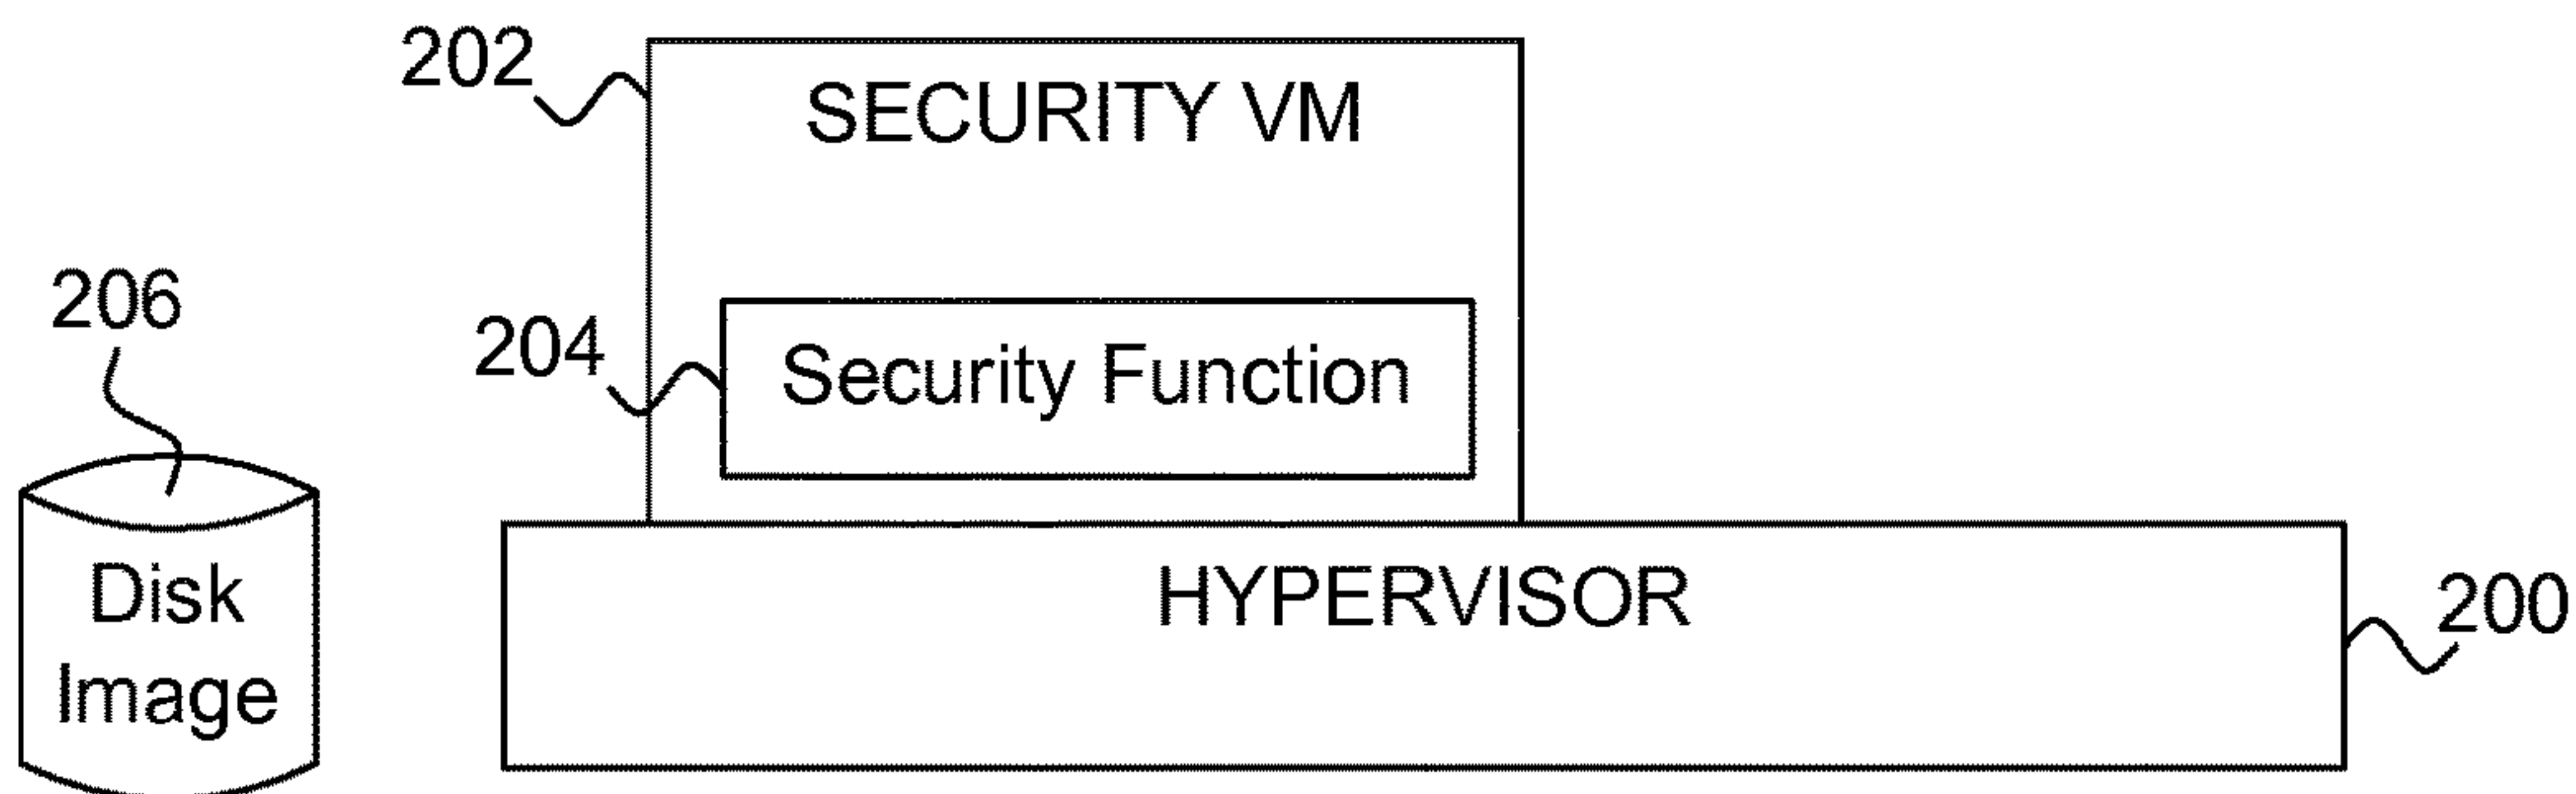 202
SECURITY VM
206
204
Security Function
HYPERVISOR
200
Disk
Image